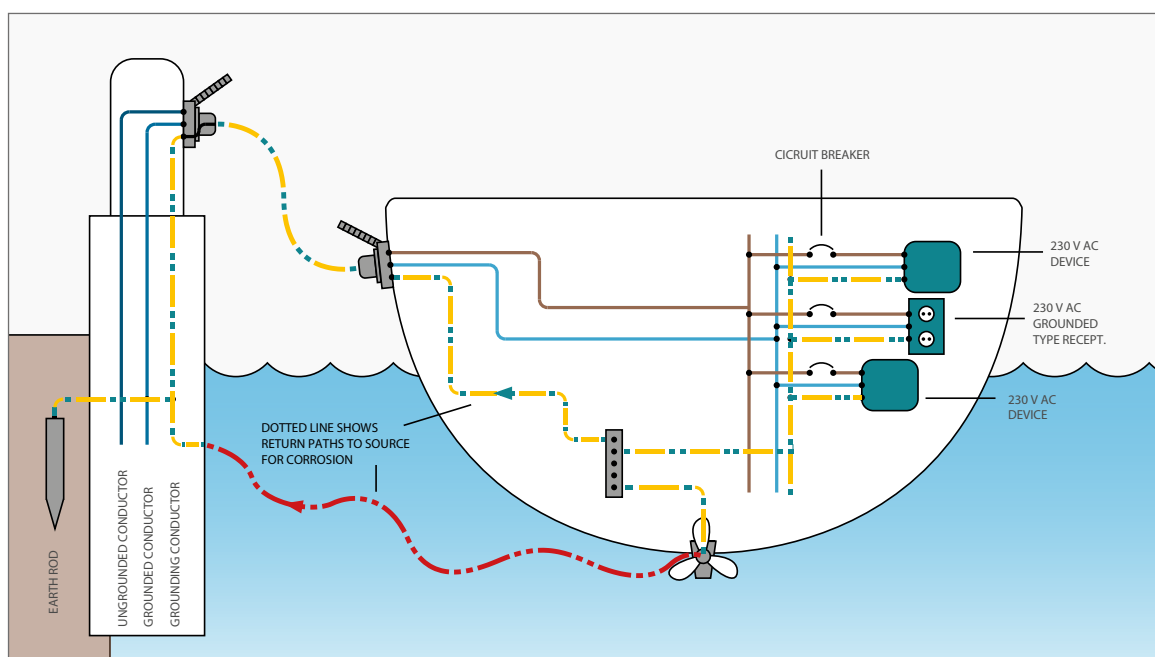 CICRUIT BREAKER
230 V AC
DEVICE
230 V AC
GROUNDED
TYPE RECEPT.
230 V AC
DEVICE
DOTTED LINE SHOWS
RETURN PATHS TO SOURCE
FOR CORROSION
EARTH ROD
UNGROUNDED CONDUCTOR
GROUNDED CONDUCTOR
GROUNDING CONDUCTOR